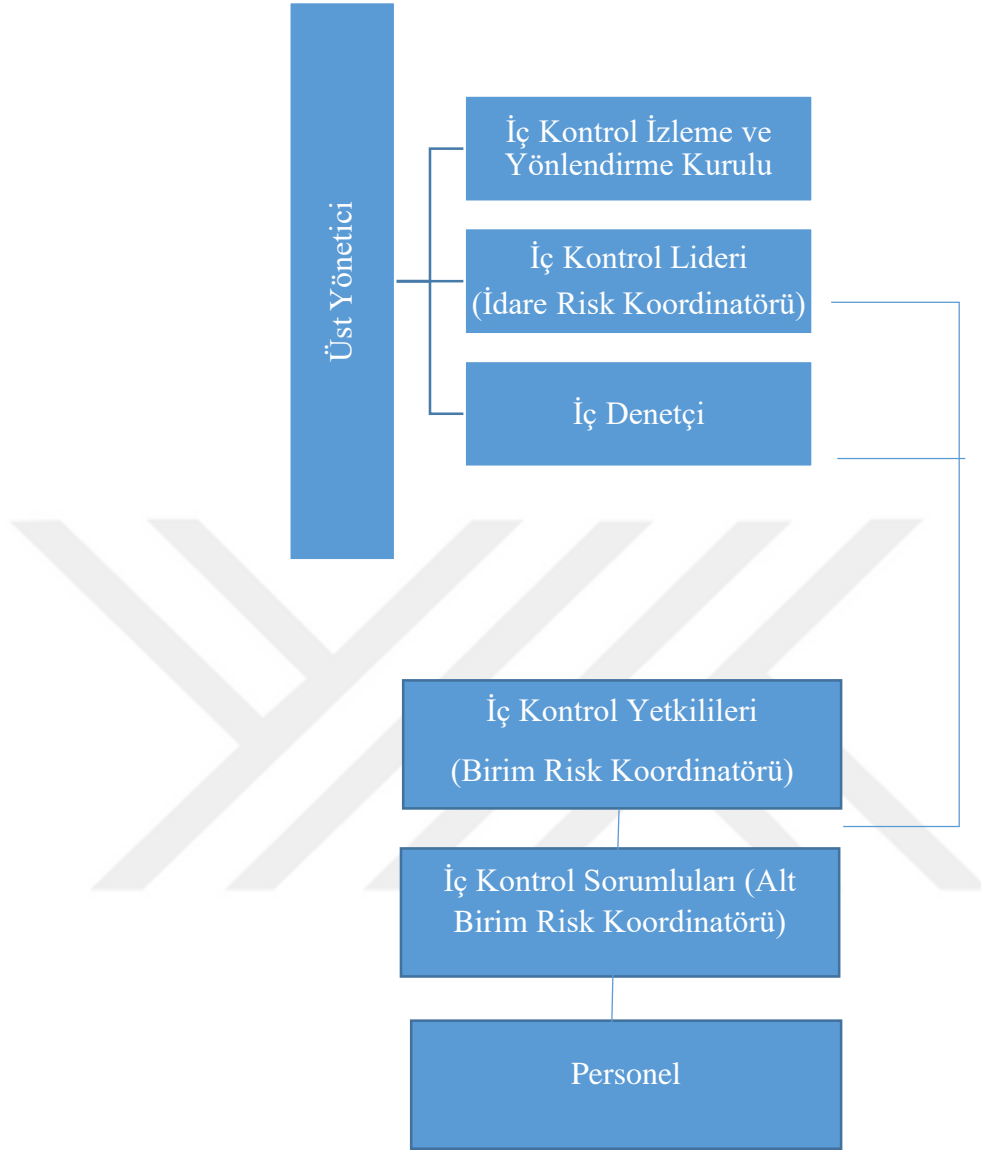 Üst Yönetici
İç Kontrol İzleme ve
Yönlendirme Kurulu
İç Kontrol Lideri
(İdare Risk Koordinatörü)
İç Denetçi
İç Kontrol Yetkilileri
(Birim Risk Koordinatörü)
İç Kontrol Sorumluları (Alt
Birim Risk Koordinatörü)
Personel